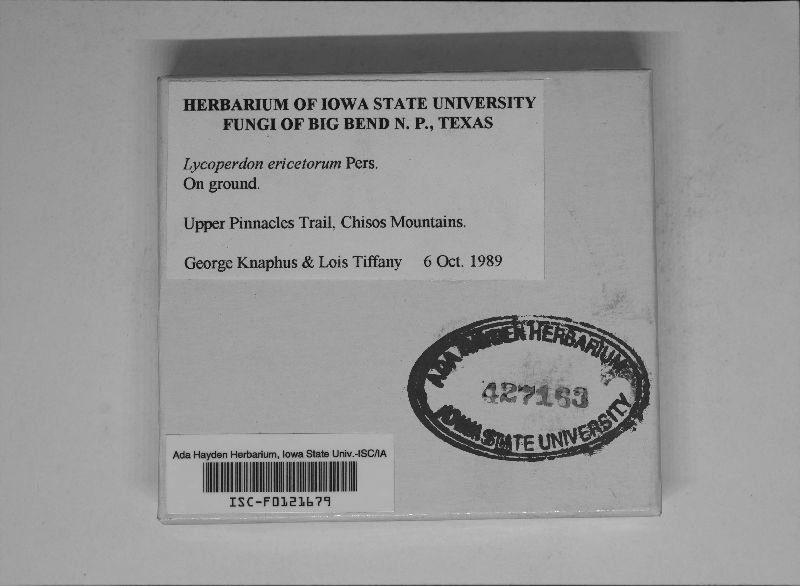 HERBARIUM OF IOWA STATE UNIVERSITY
FUNGI OF BIG BEND N. P., TEXAS
Lycoperdon ericetorum Pers.
On ground.
Upper Pinnacles Trail, Chisos Mountains.
George Knaphus & Lois Tiffany 6 Oct. 1989
ADA HAYDEN HERBARIUM
427163
IOWA STATE UNIVERSITY
Ada Hayden Herbarium, Iowa State Univ.-ISC/IA
ISC-F0121679